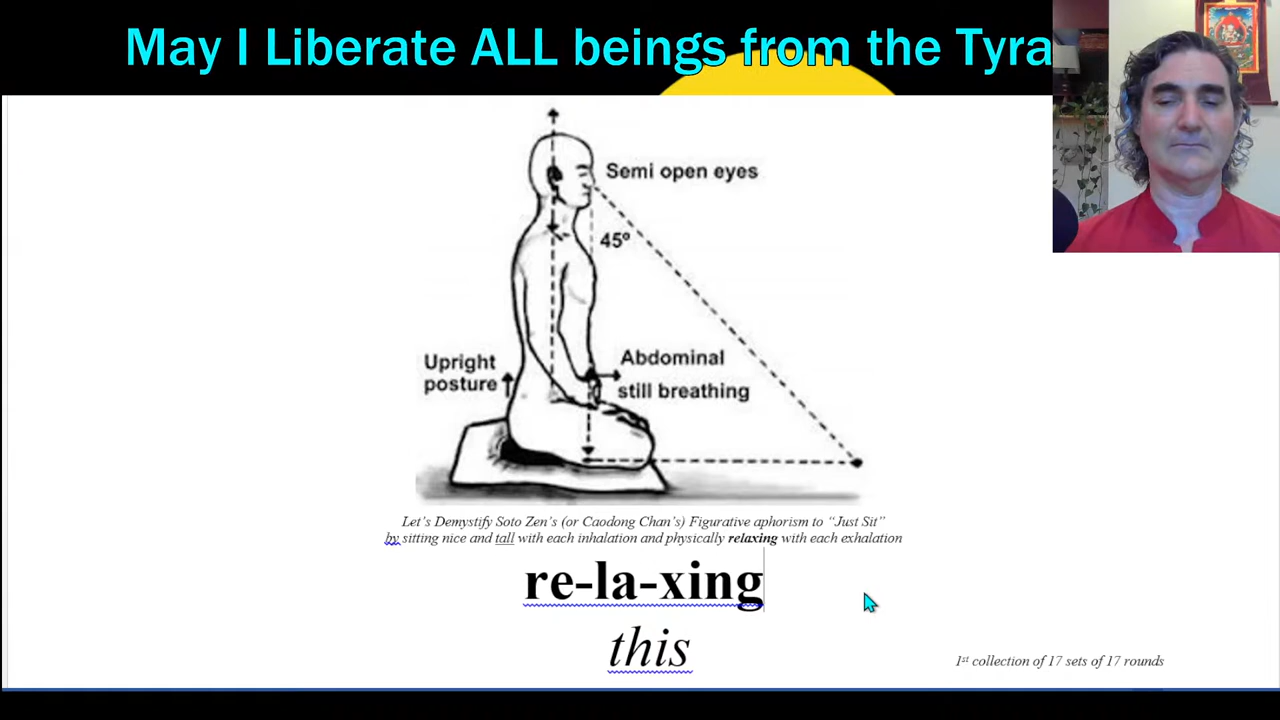 May I Liberate ALL beings from the Tyra
Semi open eyes
45º
Upright
posture
Abdominal
still breathing
Let’s Demystify Soto Zen’s (or Caodong Chan’s) Figurative aphorism to “Just Sit”
by sitting nice and tall with each inhalation and physically relaxing with each exhalation
re-la-xing
this
1st collection of 17 sets of 17 rounds